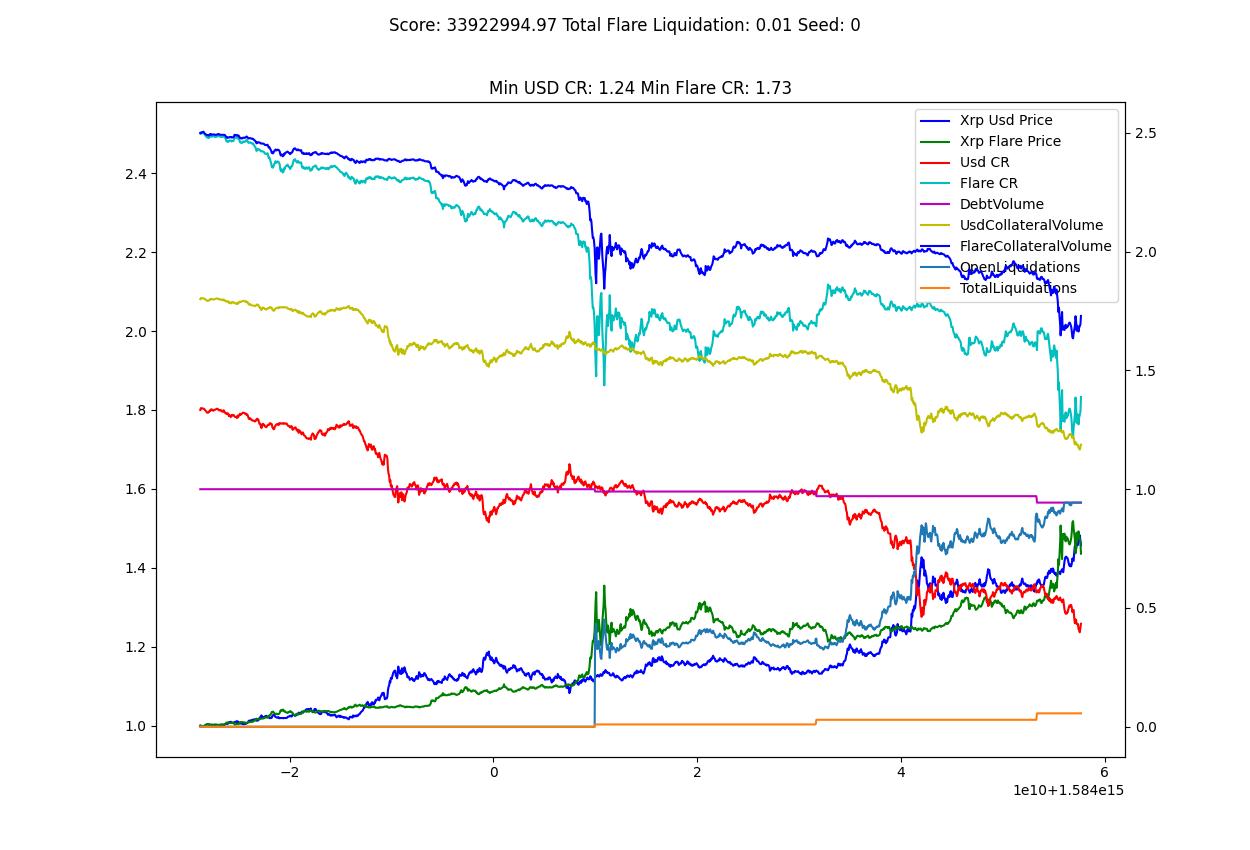 Score: 33922994.97 Total Flare Liquidation: 0.01 Seed: 0
Min USD CR: 1.24 Min Flare CR: 1.73
Xrp Usd Price
Xrp Flare Price
Usd CR
Flare CR
DebtVolume
UsdCollateralVolume
FlareCollateralVolume
OpenLiquidations
TotalLiquidations
2.4
2.2
2.0
1.8
1.6
1.4
1.2
1.0
2.5
2.0
1.5
1.0
0.5
0.0
−2
0
2
4
6
1e10+1.584e15